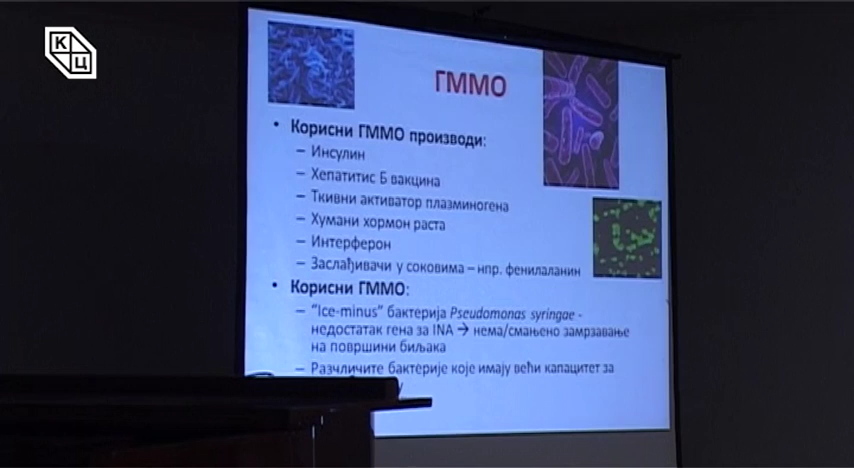 К
Ц
ГММО
• Корисни ГММО производи:
– Инсулин
– Хепатитис Б вакцина
– Ткивни активатор плазминогена
– Хумани хормон раста
– Интерферон
– Заслађивачи у соковима – нпр. фенилаланин
• Корисни ГММО:
– “Ice-minus” бактерија Pseudomonas syringae -
недостатак гена за INA → нема/смањено замрзавање
на површини биљака
– Разчличите бактерије које имају већи капацитет за